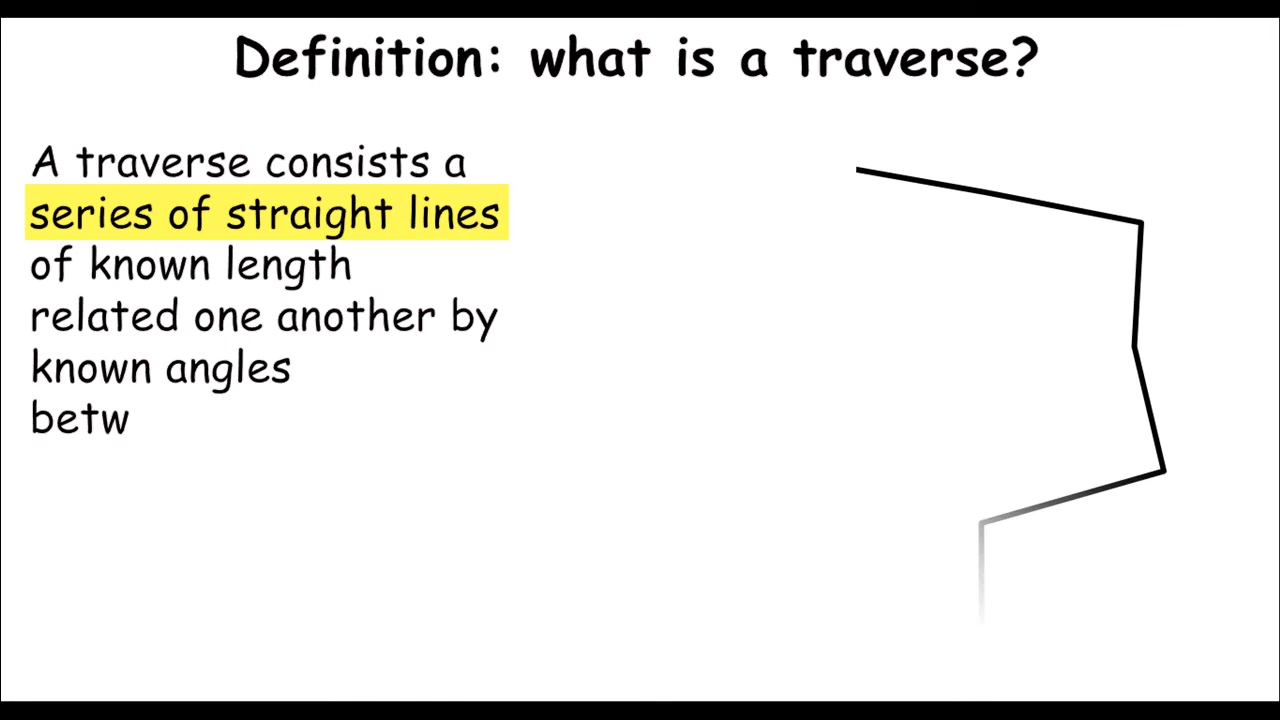 Definition: what is a traverse?
A traverse consists a
series of straight lines
of known length
related one another by
known angles
betw